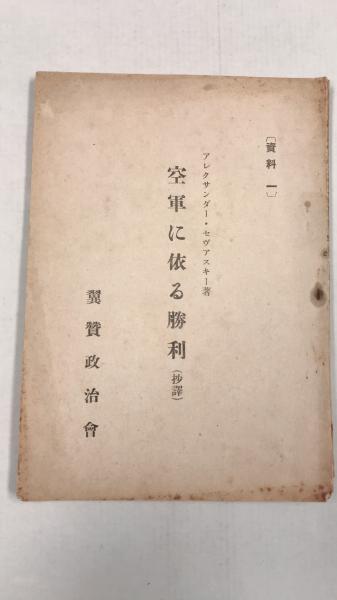 〔資料 一〕
アレクサンダー・セヴアスキー著
空軍に依る勝利(抄譯)
翼贊政治會